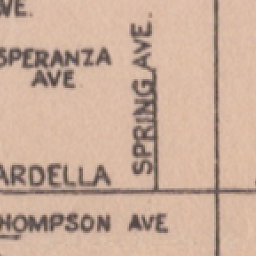 VE.
SPERANZA
AVE
SPRING AVE.
ARDELLA
HOMPSON AVE